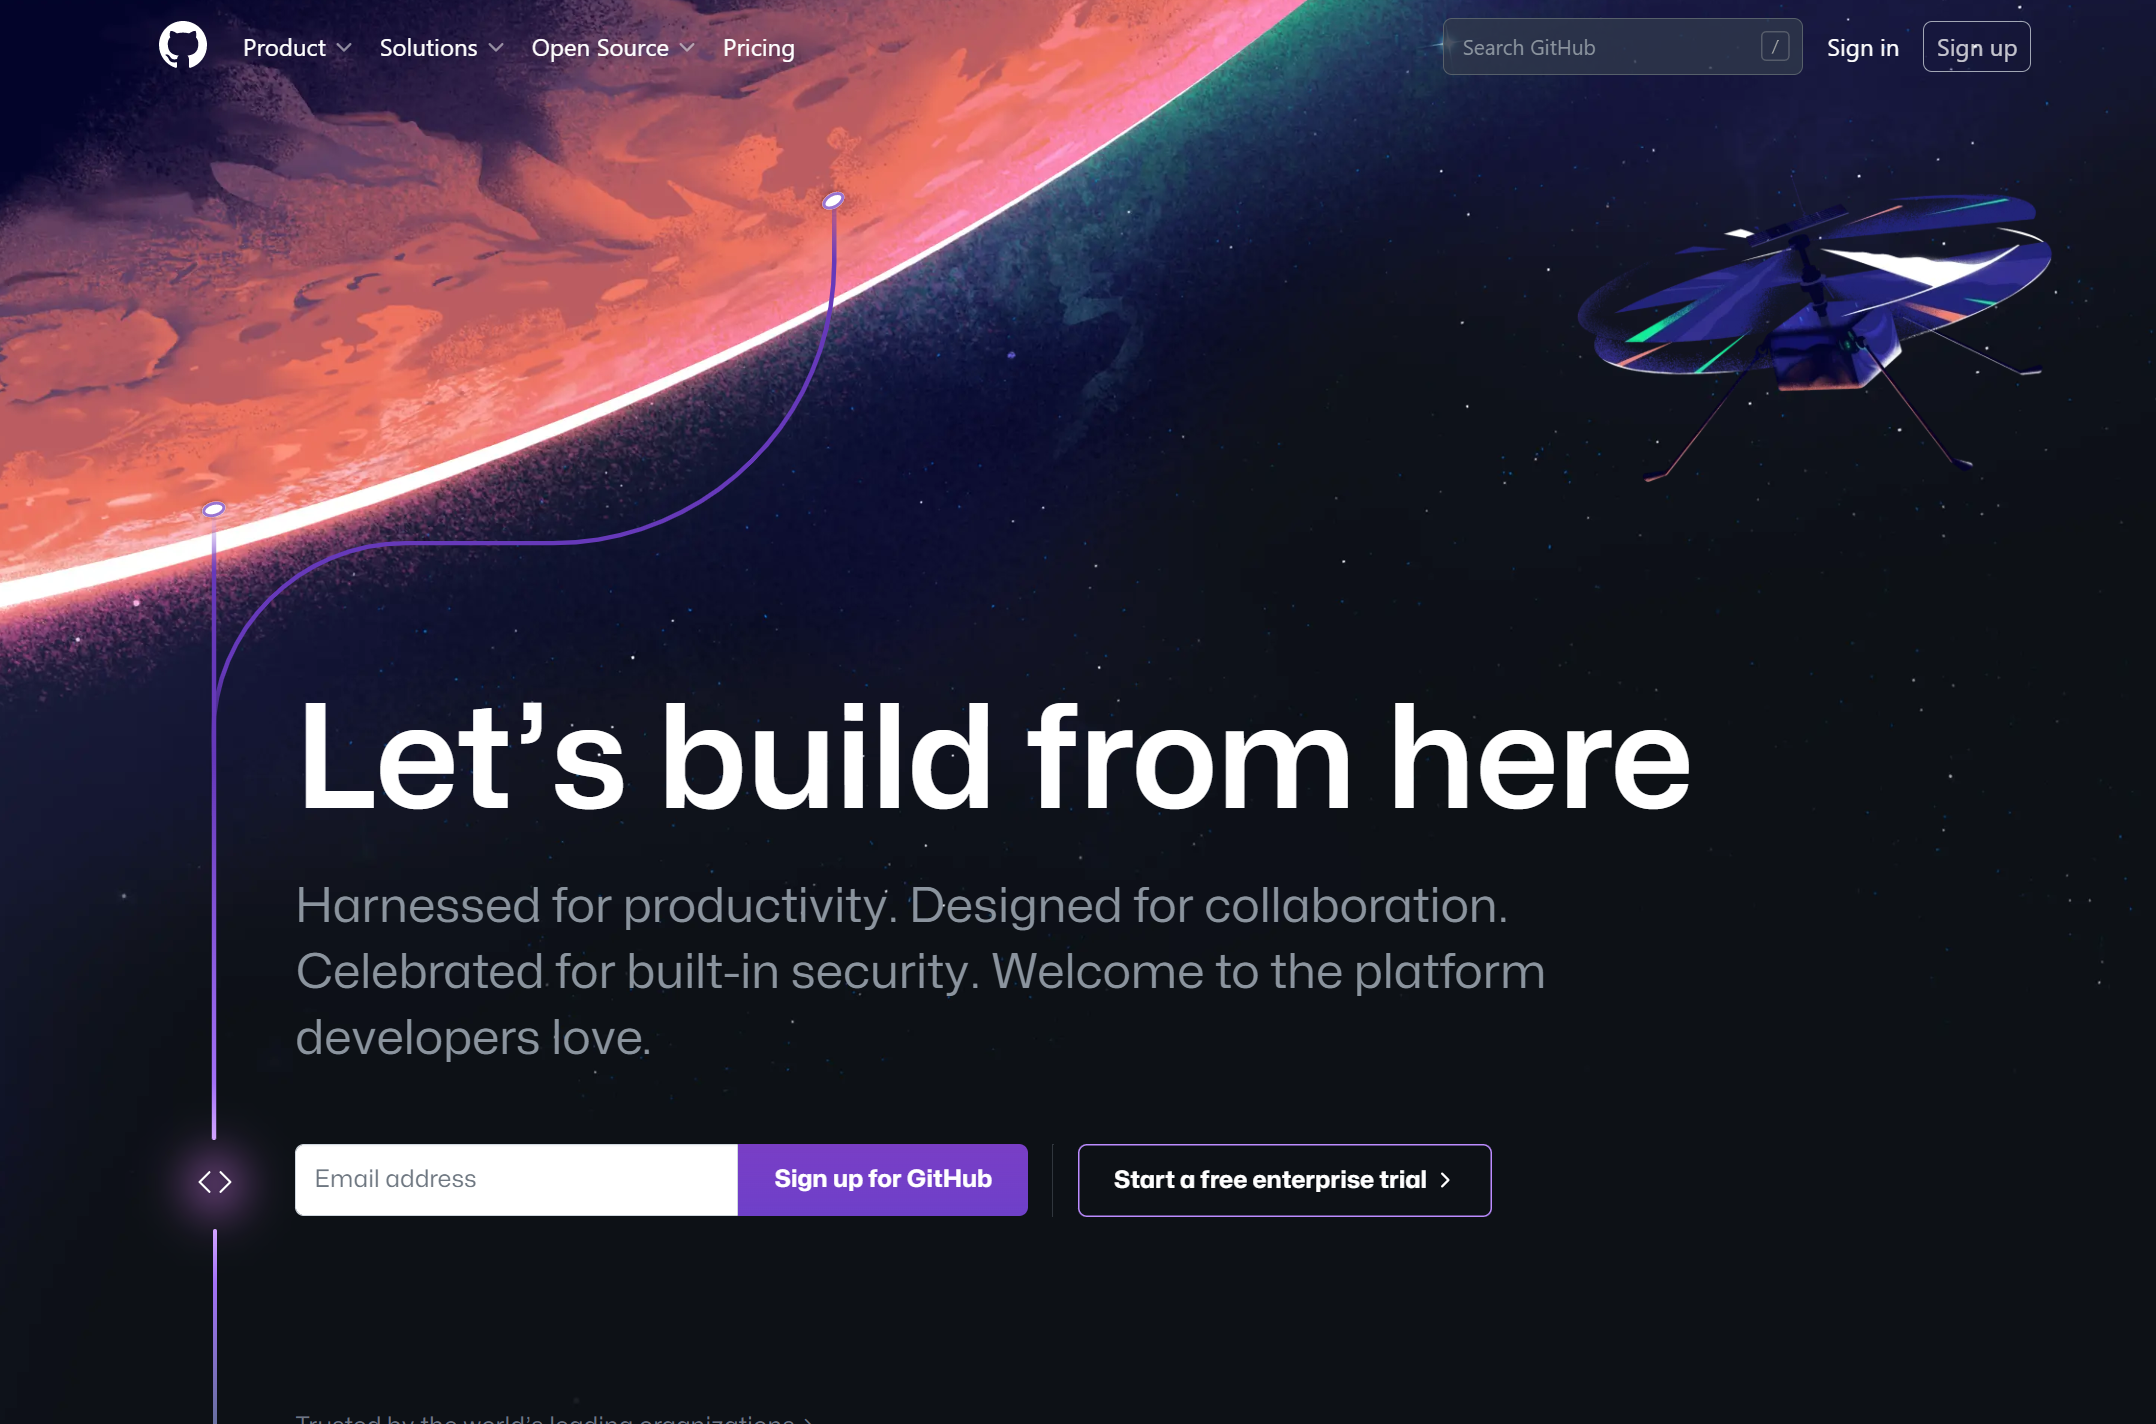 Product
Solutions
Open Source
Pricing
Search GitHub
/
Sign in
Sign up
Let’s build from here
Harnessed for productivity. Designed for collaboration.
Celebrated for built-in security. Welcome to the platform
developers love.
Email address
Sign up for GitHub
Start a free enterprise trial
Trusted by the world’s leading organizations